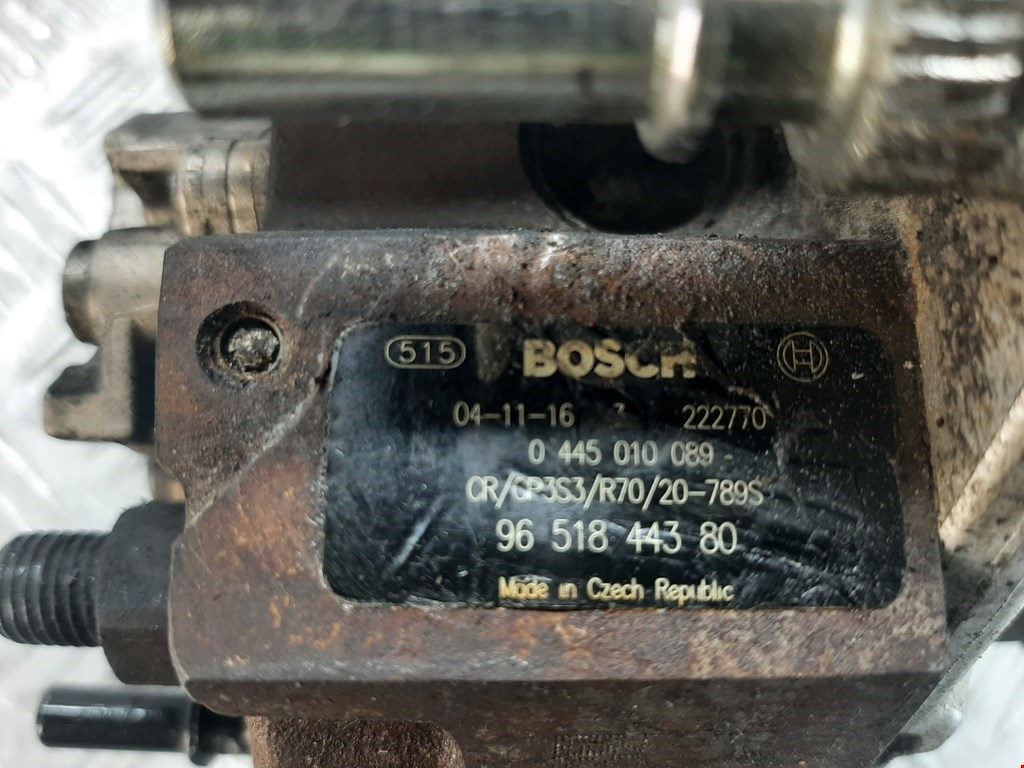 515 BOSCH
04-11-16 3 222770
0 445 010 089
CR/CP3S3/R70/20-789S
96 518 443 80
Made in Czech Republic